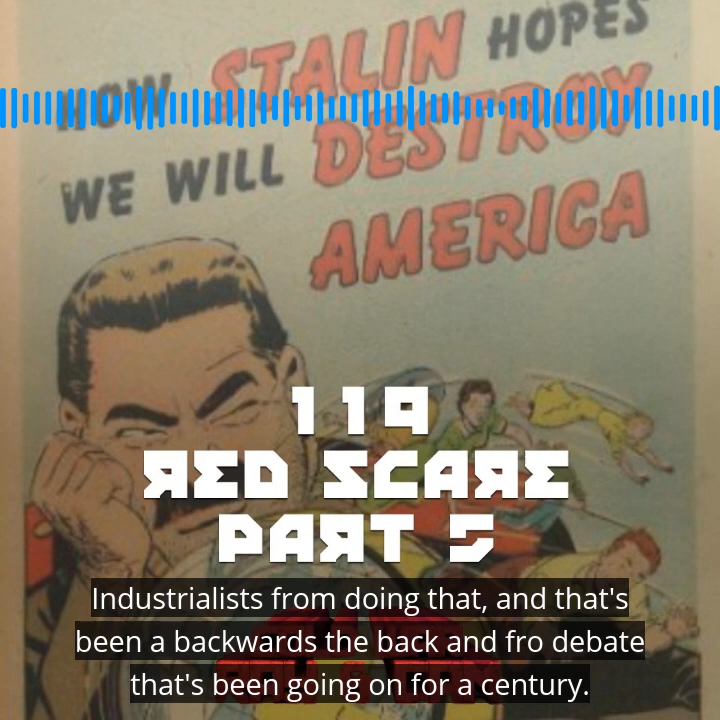 HOW STALIN HOPES
WE WILL DESTROY
AMERICA
119
RED SCARE
PART 5
Industrialists from doing that, and that's
been a backwards the back and fro debate
that's been going on for a century.